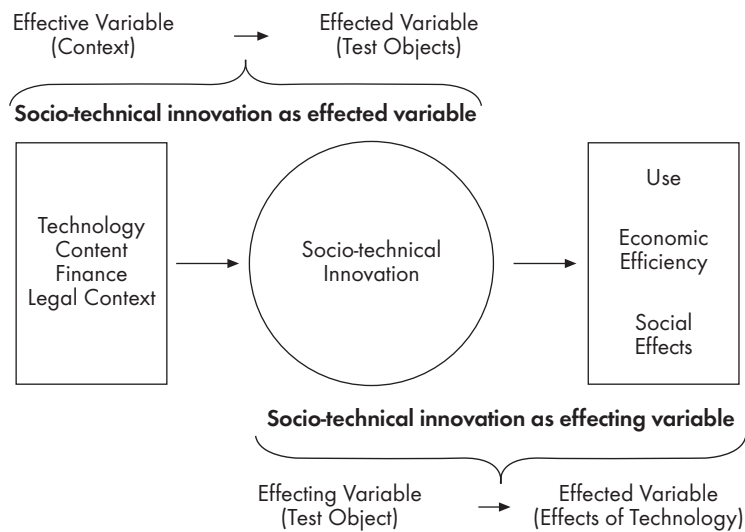 Effective Variable
(Context)
Effected Variable
(Test Objects)
Socio-technical innovation as effected variable
Technology
Content
Finance
Legal Context
Socio-technical
Innovation
Use
Economic
Efficiency
Social
Effects
Socio-technical innovation as effecting variable
Effecting Variable
(Test Object)
Effected Variable
(Effects of Technology)